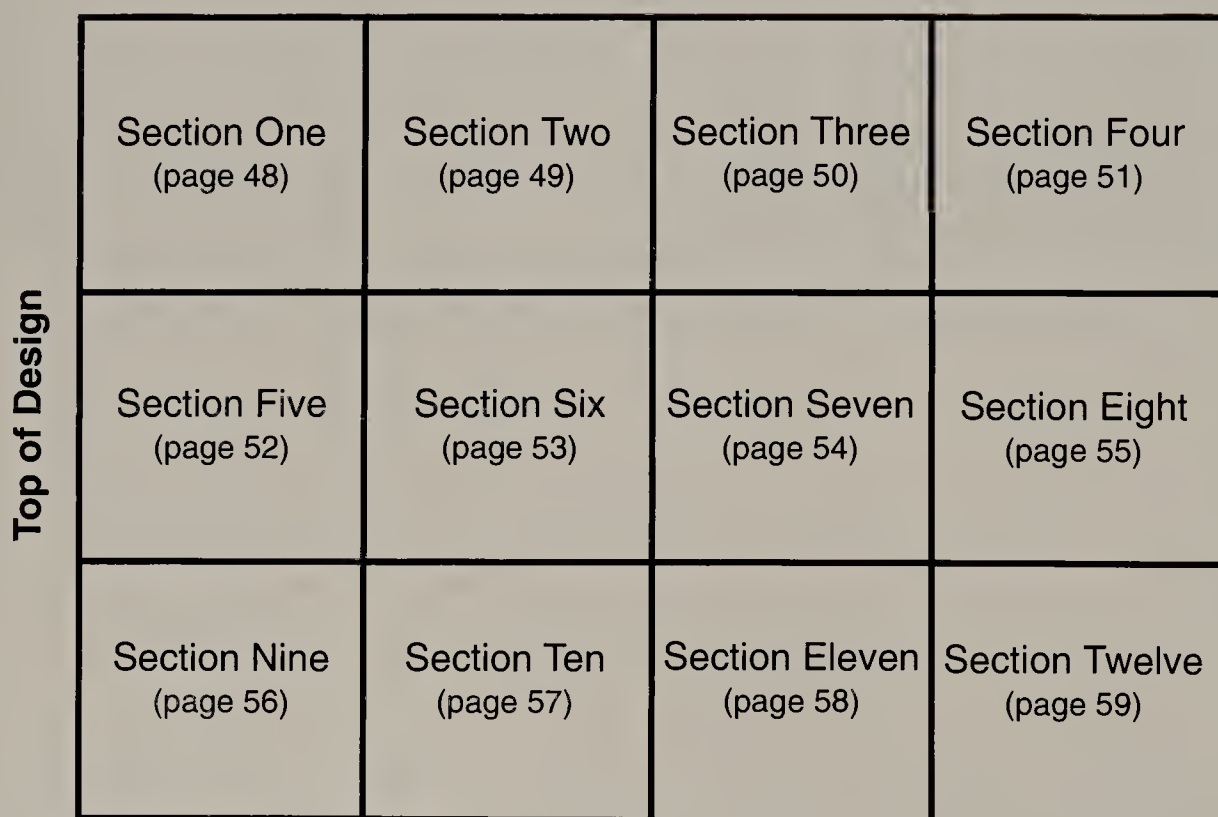 Top of Design
Section One
(page 48)
Section Two
(page 49)
Section Three
(page 50)
Section Four
(page 51)
Section Five
(page 52)
Section Six
(page 53)
Section Seven
(page 54)
Section Eight
(page 55)
Section Nine
(page 56)
Section Ten
(page 57)
Section Eleven
(page 58)
Section Twelve
(page 59)